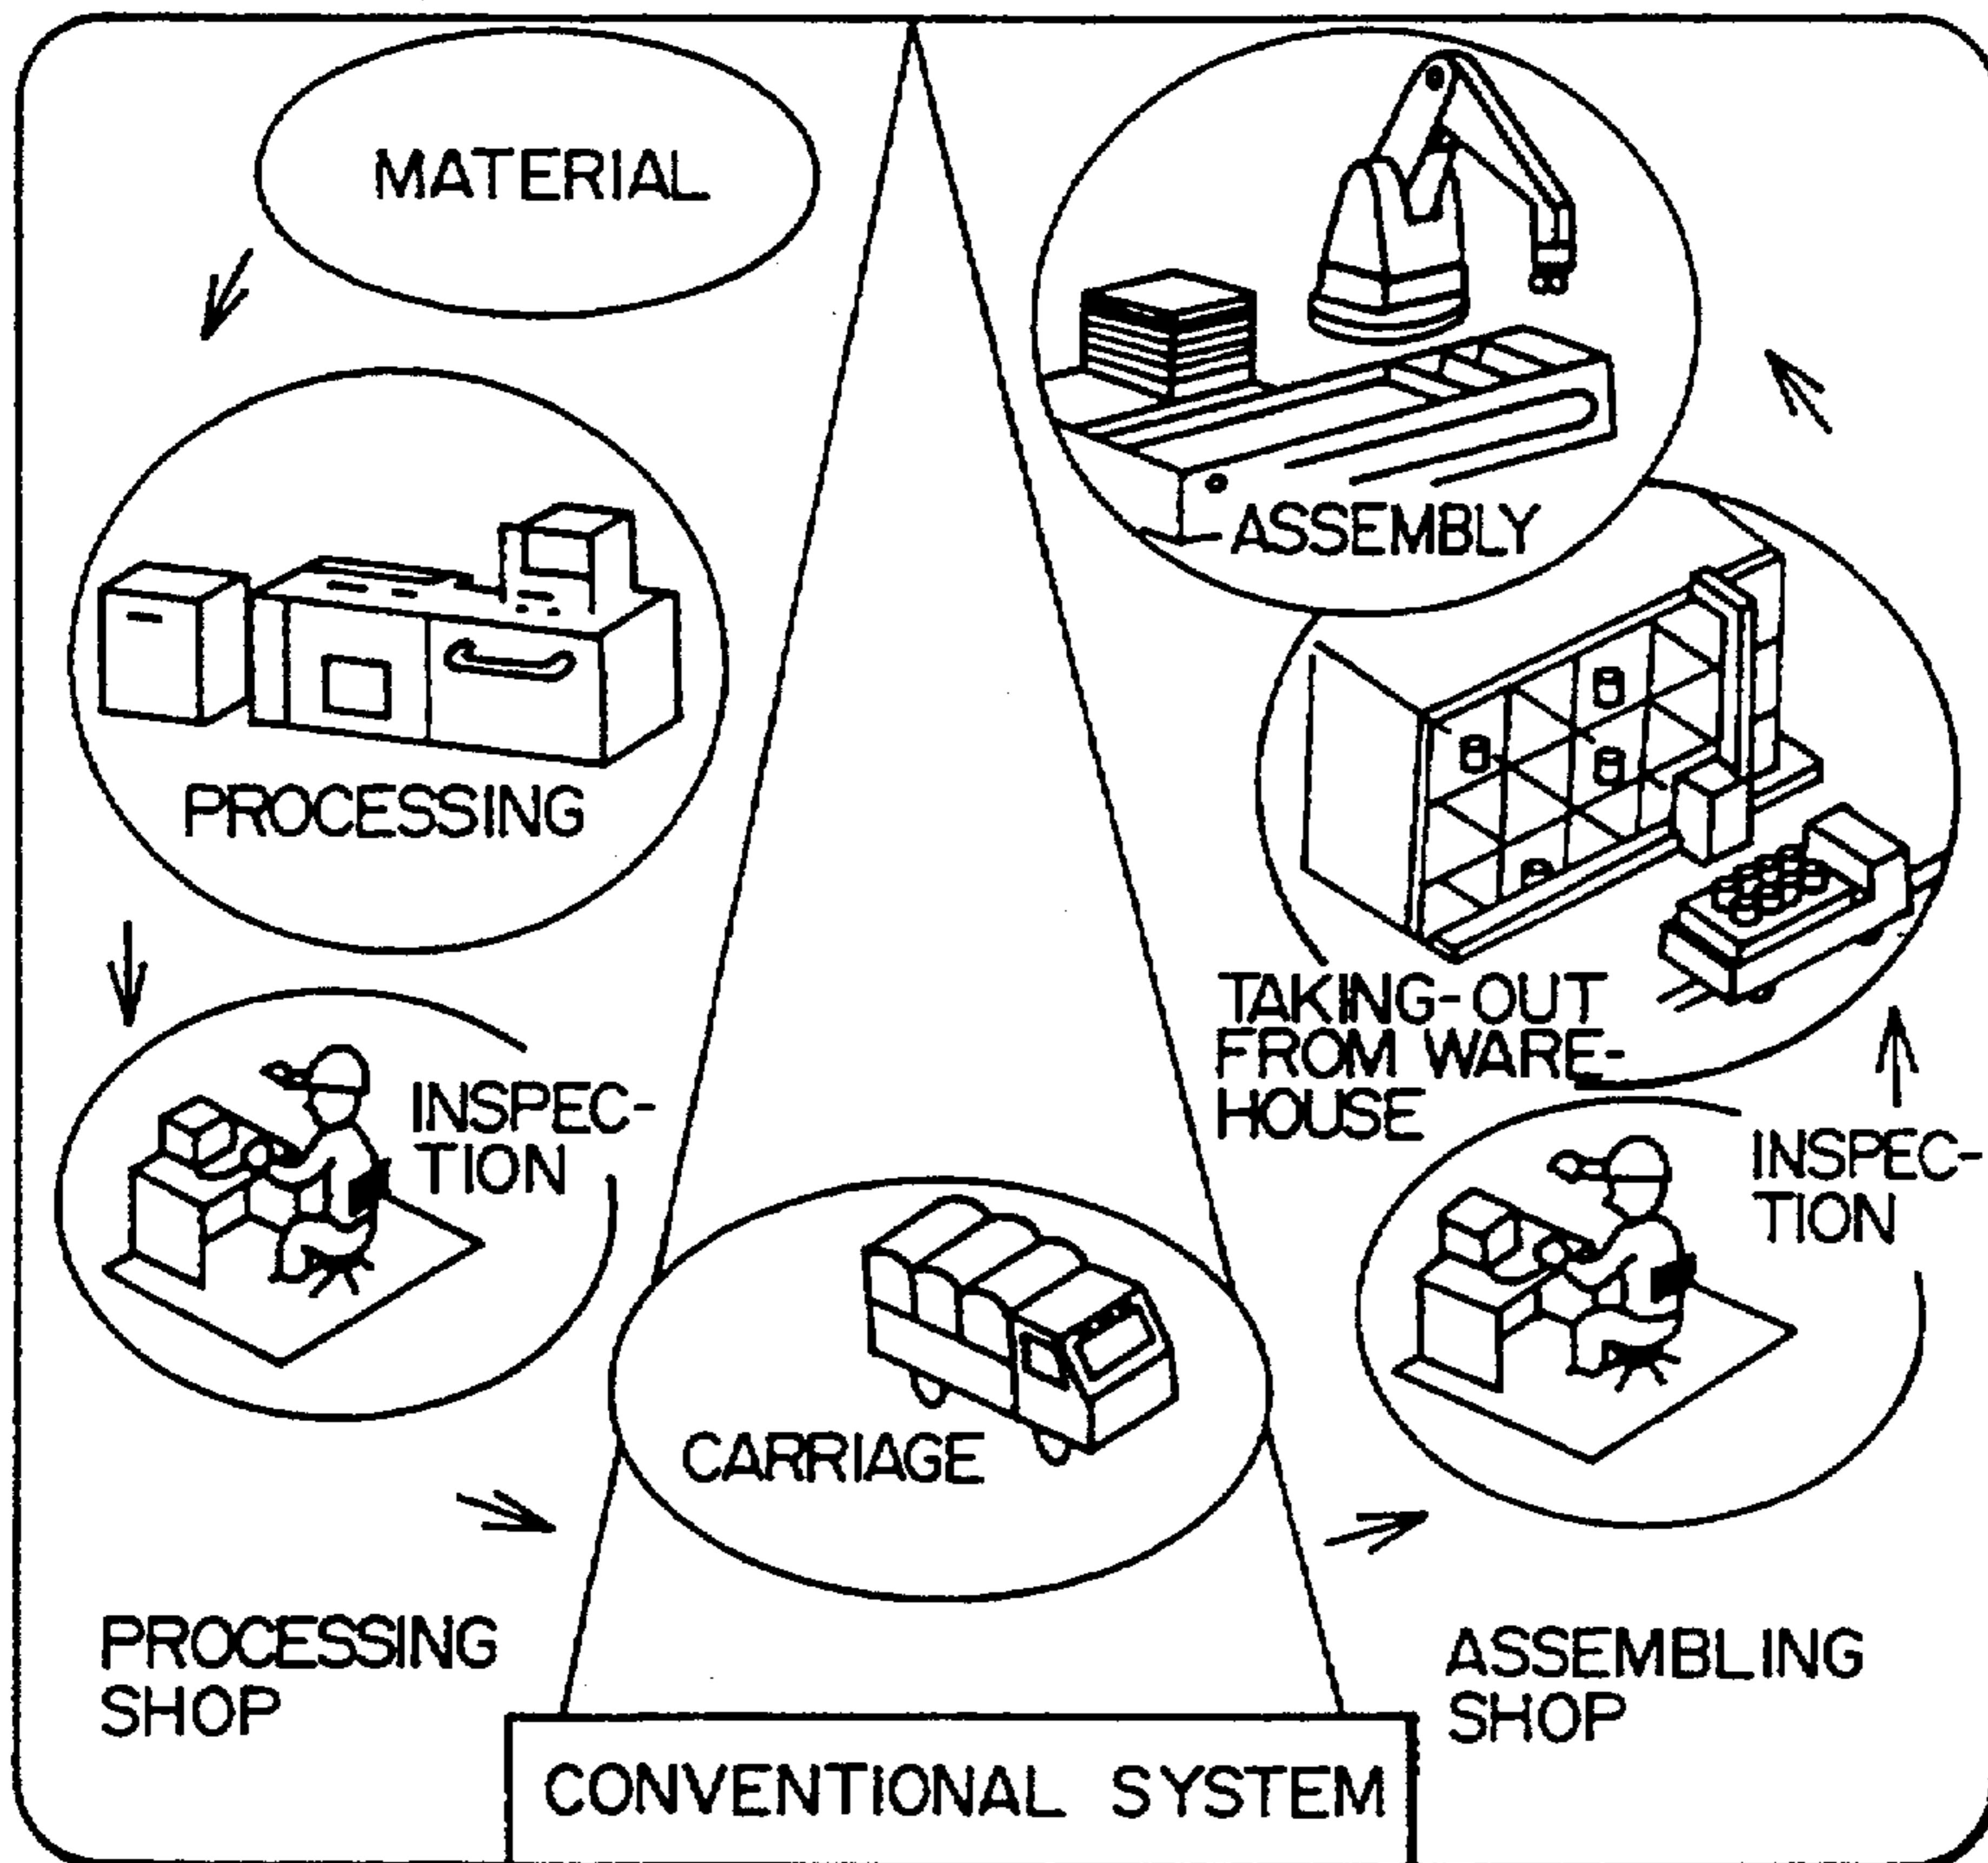 MATERIAL
PROCESSING
INSPEC-
TION
CARRIAGE
INSPEC-
TION
TAKING-OUT
FROM WARE-
HOUSE
ASSEMBLY
PROCESSING
SHOP
ASSEMBLING
SHOP
CONVENTIONAL SYSTEM